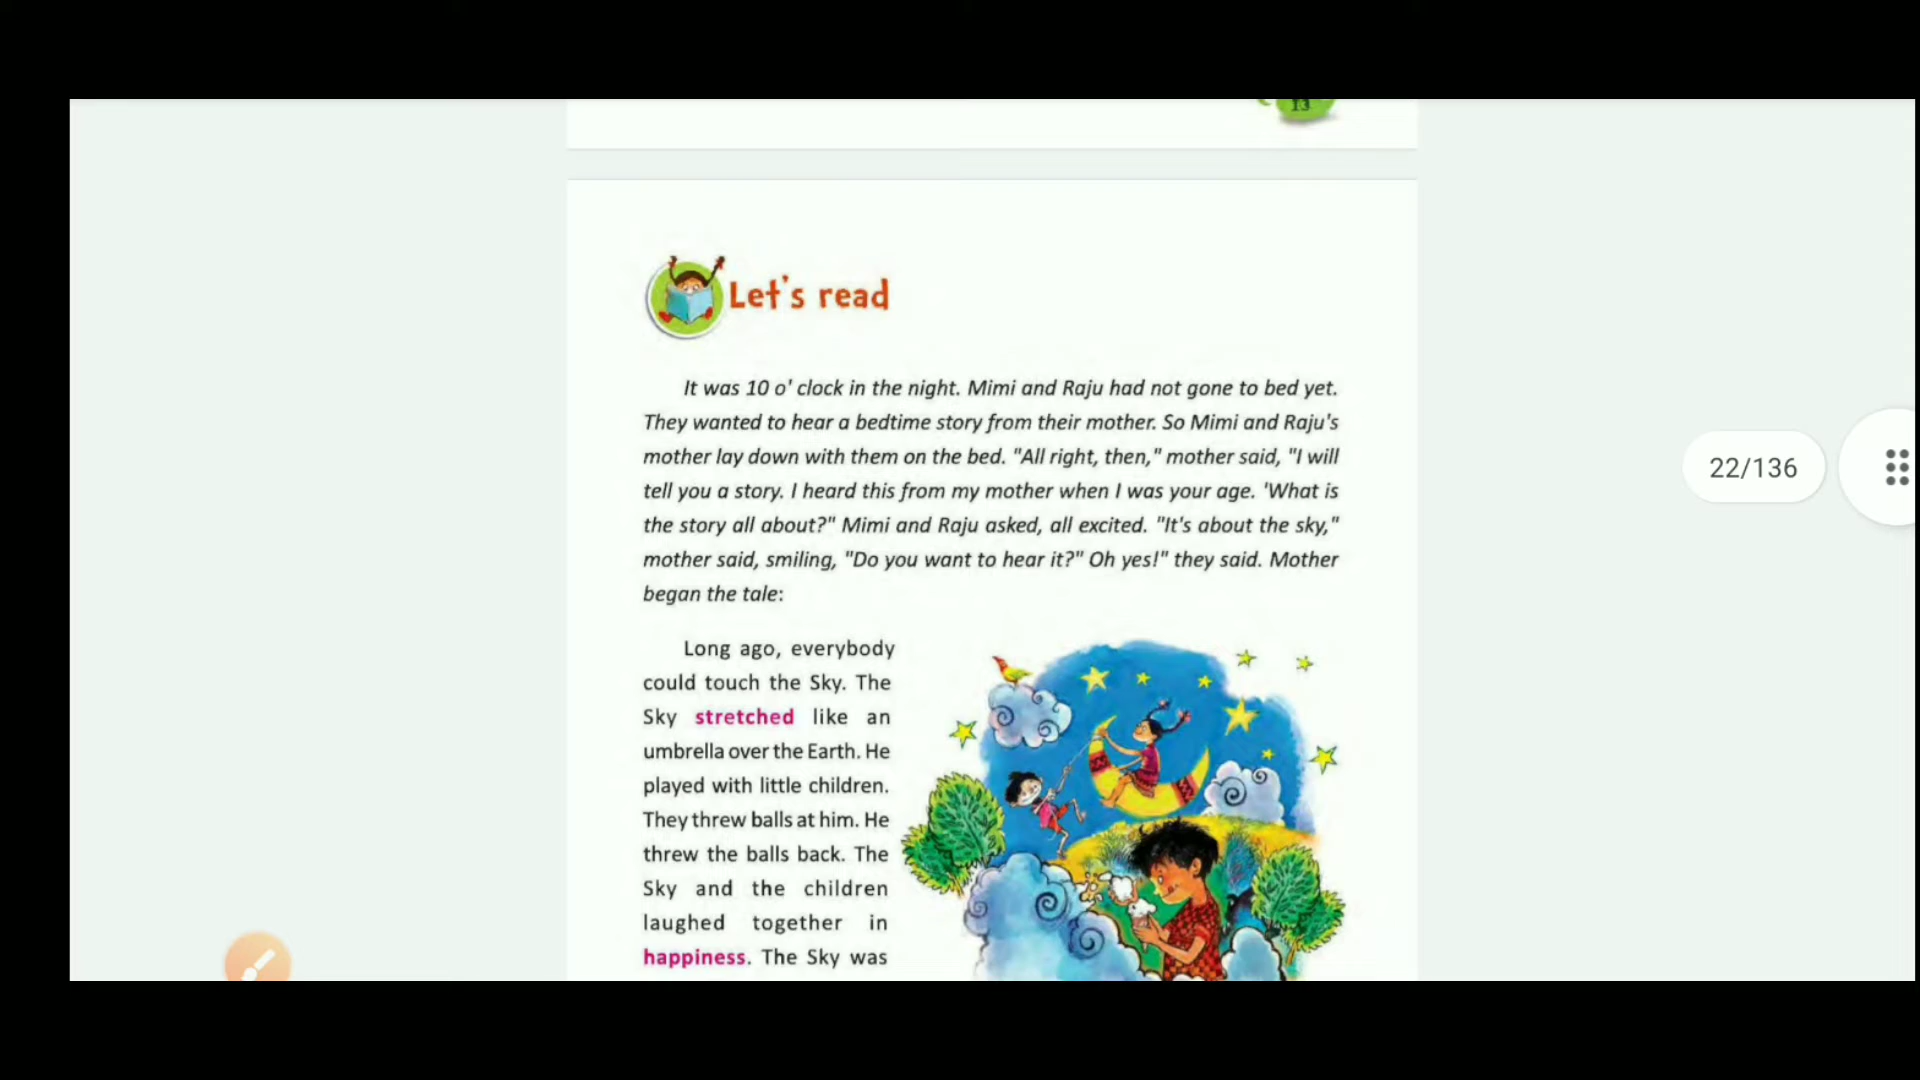 13
Let's read
It was 10 o' clock in the night. Mimi and Raju had not gone to bed yet.
They wanted to hear a bedtime story from their mother. So Mimi and Raju's
mother lay down with them on the bed. "All right, then," mother said, "I will
tell you a story. I heard this from my mother when I was your age. 'What is
the story all about?" Mimi and Raju asked, all excited. "It's about the sky,"
mother said, smiling, "Do you want to hear it?" Oh yes!" they said. Mother
began the tale:
22/136
Long ago, everybody
could touch the Sky. The
Sky stretched like an
umbrella over the Earth. He
played with little children.
They threw balls at him. He
threw the balls back. The
Sky and the children
laughed together in
happiness. The Sky was